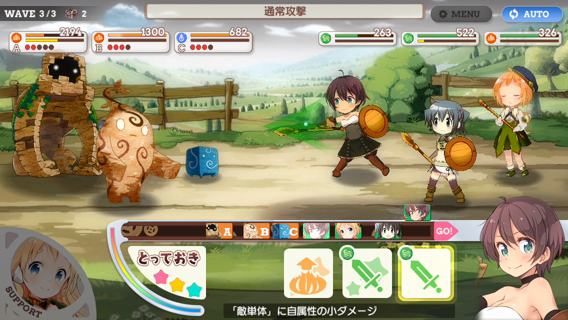 WAVE 3/3 2
通常攻撃
MENU
AUTO
2194
1300
682
263
522
326
A
B
C
A B C GO!
とっておき
SUPPORT
「敵単体」に自属性の小ダメージ